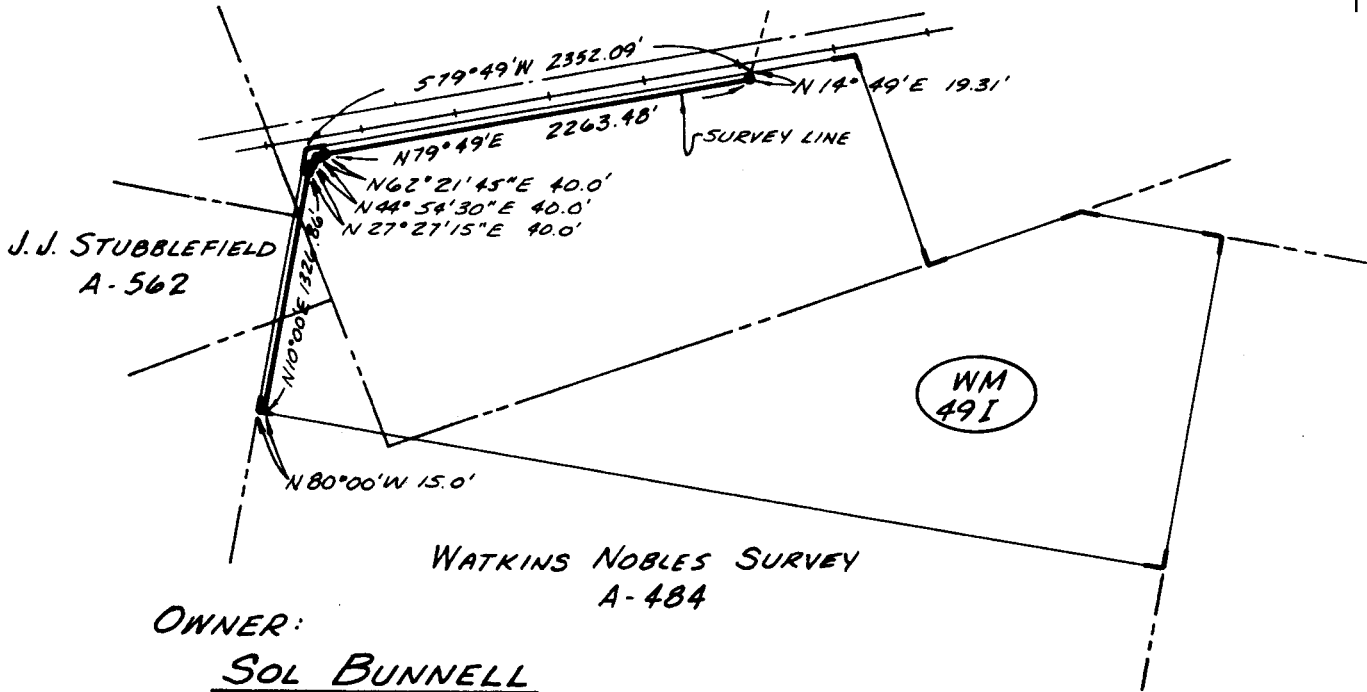 S79°49'W 2352.09'
N14°49'E 19.31'
N79°49'E 2263.48'
SURVEY LINE
N62°21'45"E 40.0'
N44°54'30"E 40.0'
N27°27'15"E 40.0'
J.J. STUBBLEFIELD
A-562
N10°00'E 1326.86'
WM
49I
N80°00'W 15.0'
WATKINS NOBLES SURVEY
A-484
OWNER:
SOL BUNNELL